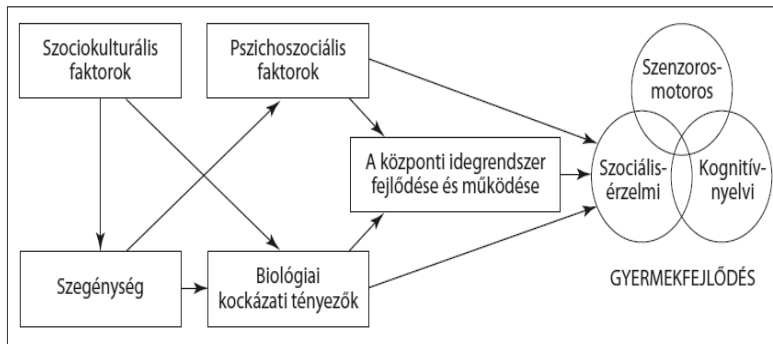 Szociokulturális
faktorok
Pszichoszociális
faktorok
Szenzoros-
motoros
A központi idegrendszer
fejlődése és működése
Szociális-
érzelmi
Kognitív-
nyelvi
Szegénység
Biológiai
kockázati tényezők
GYERMEKFEJLŐDÉS